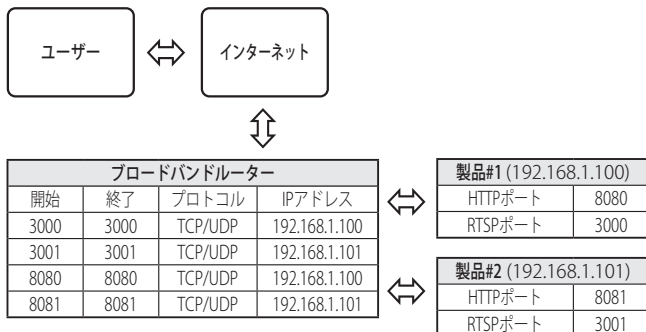 ユーザー
インターネット
ブロードバンドルーター
開始 終了 プロトコル IPアドレス
3000 3000 TCP/UDP 192.168.1.100
3001 3001 TCP/UDP 192.168.1.101
8080 8080 TCP/UDP 192.168.1.100
8081 8081 TCP/UDP 192.168.1.101
製品#1 (192.168.1.100)
HTTPポート 8080
RTSPポート 3000
製品#2 (192.168.1.101)
HTTPポート 8081
RTSPポート 3001